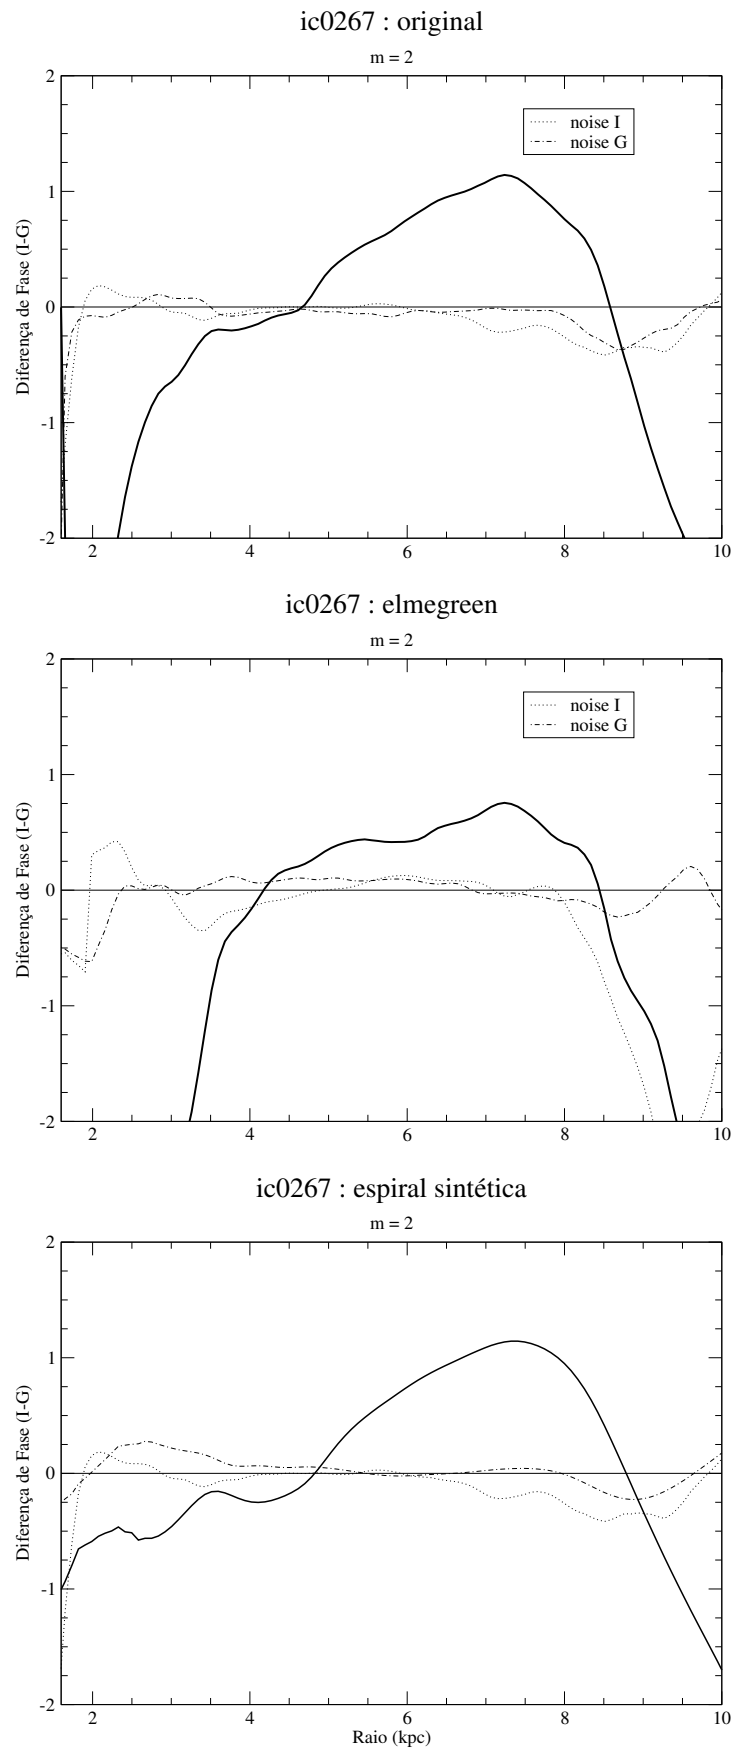 ic0267 : original
m = 2
2
noise I
noise G
1
0
-1
-2
Diferença de Fase (I-G)
2 4 6 8 10
ic0267 : elmegreen
m = 2
2
noise I
noise G
1
0
-1
-2
Diferença de Fase (I-G)
2 4 6 8 10
ic0267 : espiral sintética
m = 2
2
1
0
-1
-2
Diferença de Fase (I-G)
2 4 6 8 10
Raio (kpc)